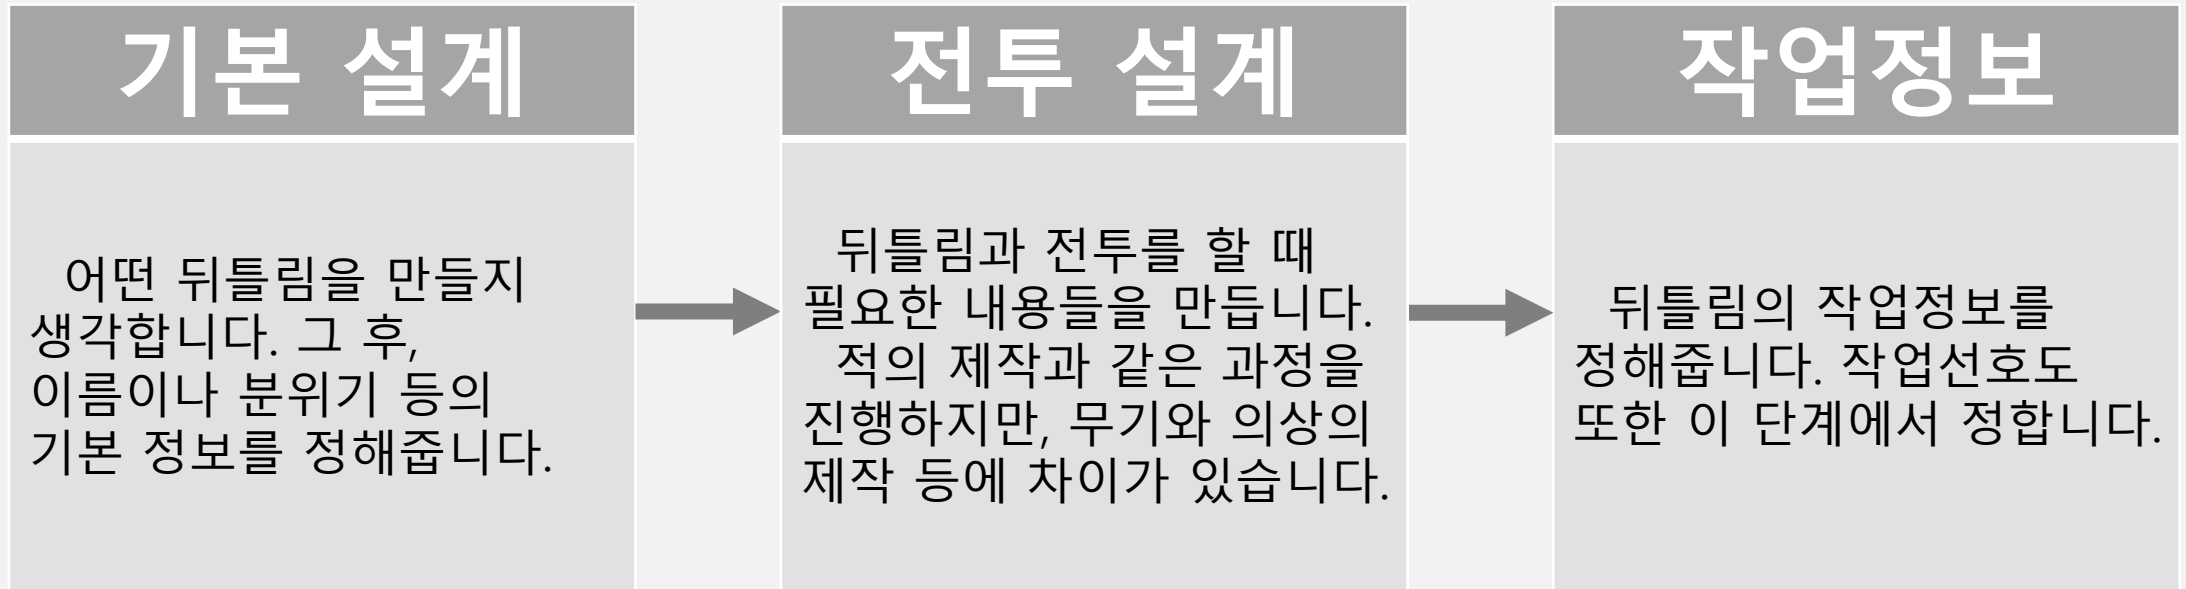 기본 설계
어떤 뒤틀림을 만들지
생각합니다. 그 후,
이름이나 분위기 등의
기본 정보를 정해줍니다.
전투 설계
뒤틀림과 전투를 할 때
필요한 내용들을 만듭니다.
적의 제작과 같은 과정을
진행하지만, 무기와 의상의
제작 등에 차이가 있습니다.
작업정보
뒤틀림의 작업정보를
정해줍니다. 작업선호도
또한 이 단계에서 정합니다.